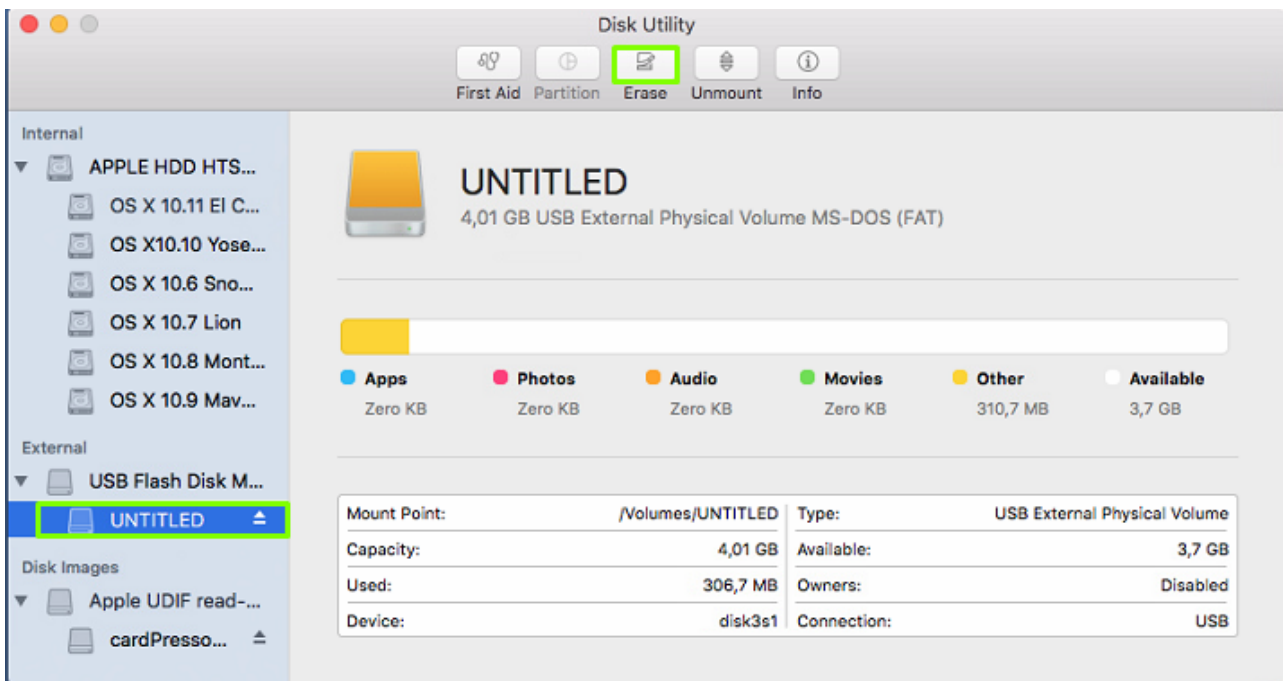 Disk Utility
First Aid Partition Erase Unmount Info
Internal
APPLE HDD HTS...
OS X 10.11 El C...
OS X10.10 Yose...
OS X 10.6 Sno...
OS X 10.7 Lion
OS X 10.8 Mont...
OS X 10.9 Mav...
External
USB Flash Disk M...
UNTITLED
Disk Images
Apple UDIF read-...
cardPresso...
UNTITLED
4,01 GB USB External Physical Volume MS-DOS (FAT)
Apps Photos Audio Movies Other Available
Zero KB Zero KB Zero KB Zero KB 310,7 MB 3,7 GB
Mount Point: /Volumes/UNTITLED Type: USB External Physical Volume
Capacity: 4,01 GB Available: 3,7 GB
Used: 306,7 MB Owners: Disabled
Device: disk3s1 Connection: USB